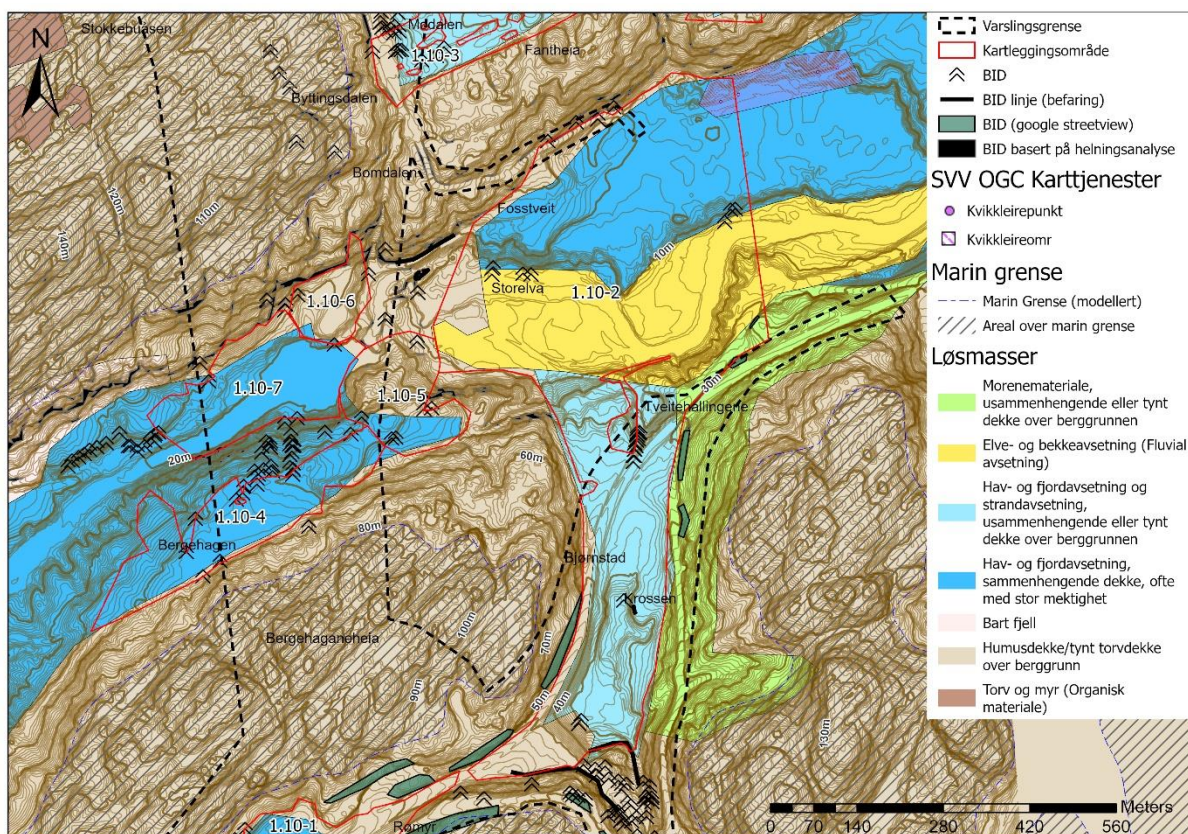 Stokkebuåsen
Mådalen
1.10-3
Fantheia
N
Byttingsdalen
120m
110m
140m
Bomdalen
Fosstveit
10m
Storelva
1.10-2
1.10-6
1.10-7
1.10-5
30m
Tveitehallingene
20m
60m
1.10-4
80m
Bergehagen
Bjørnstad
Krossen
Bergehagaheia
100m
70m
90m
50m
40m
130m
1.10-1
Rømyr
Varslingsgrense
Kartleggingsområde
BID
BID linje (befaring)
BID (google streetview)
BID basert på helningsanalyse
SVV OGC Karttjenester
Kvikkleirepunkt
Kvikkleireomr
Marin grense
Marin Grense (modellert)
Areal over marin grense
Løsmasser
Morenemateriale,
usammenhengende eller tynt
dekke over berggrunnen
Elve- og bekkeavsetning (Fluvial
avsetning)
Hav- og fjordavsetning og
strandavsetning,
usammenhengende eller tynt
dekke over berggrunnen
Hav- og fjordavsetning,
sammenhengende dekke, ofte
med stor mektighet
Bart fjell
Humusdekke/tynt torvdekke
over berggrunn
Torv og myr (Organisk
materiale)
Meters
0 70 140 280 420 560